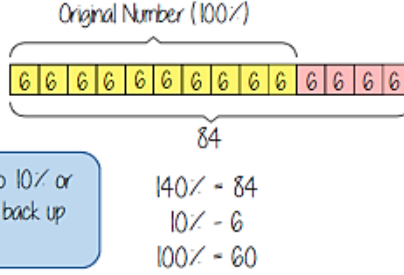 Original Number (100%)
6 6 6 6 6 6 6 6 6 6 6 6 6 6
84
10% or
back up
140% = 84
10% - 6
100% = 60